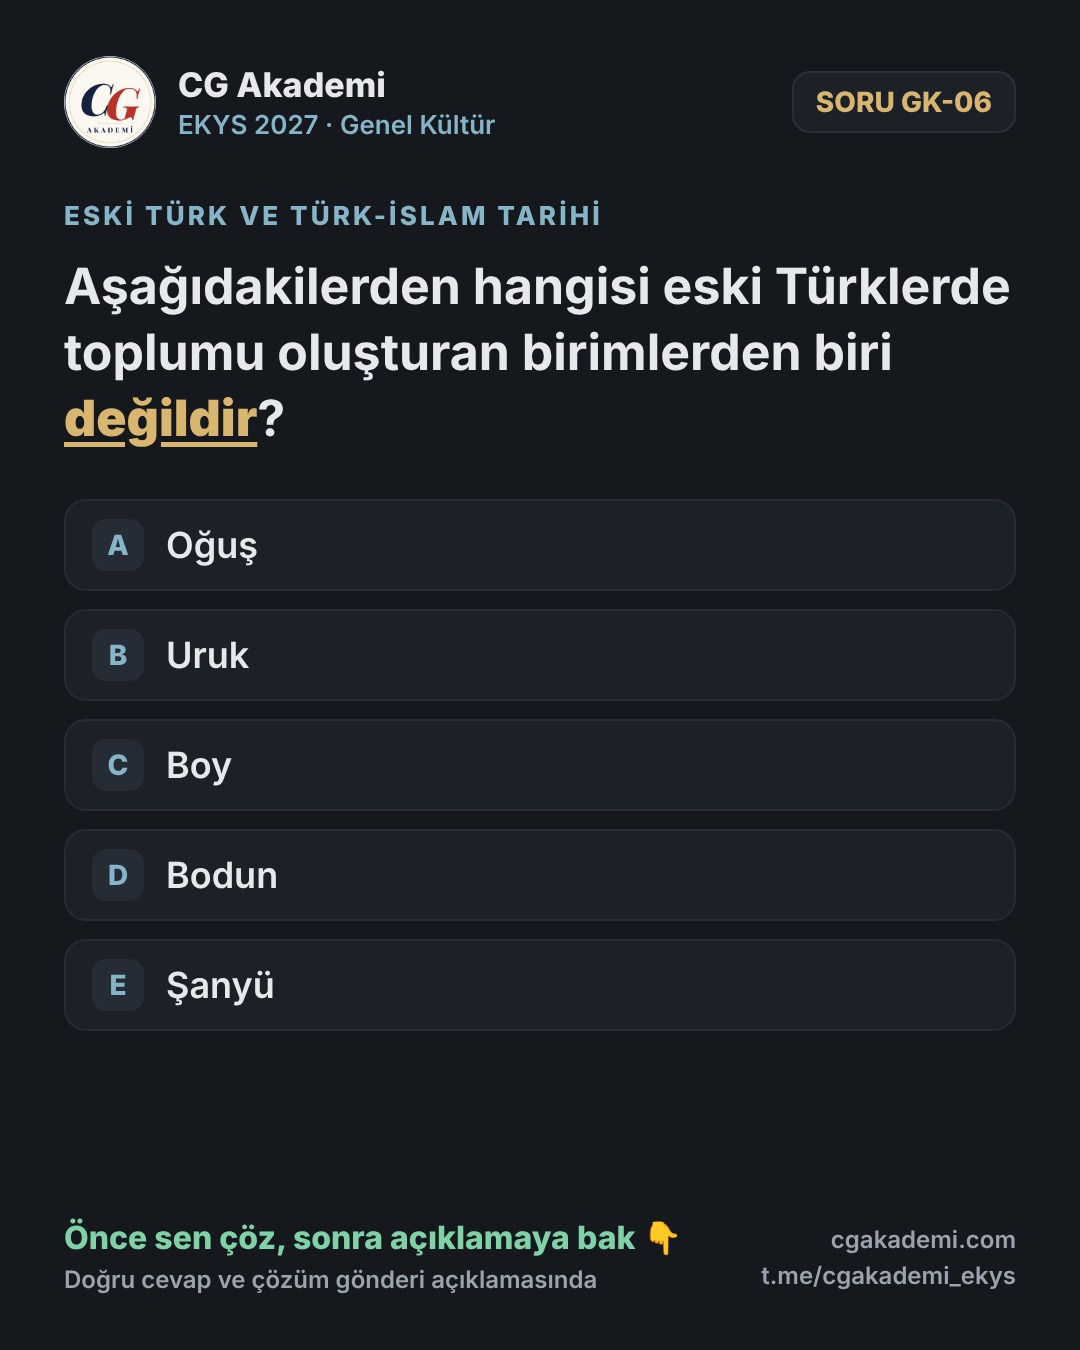 CG
AKADEMİ
CG Akademi
EKYS 2027 · Genel Kültür
SORU GK-06
ESKİ TÜRK VE TÜRK-İSLAM TARİHİ
Aşağıdakilerden hangisi eski Türklerde
toplumu oluşturan birimlerden biri
değildir?
A Oğuş
B Uruk
C Boy
D Bodun
E Şanyü
Önce sen çöz, sonra açıklamaya bak 👇
Doğru cevap ve çözüm gönderi açıklamasında
cgakademi.com
t.me/cgakademi_ekys